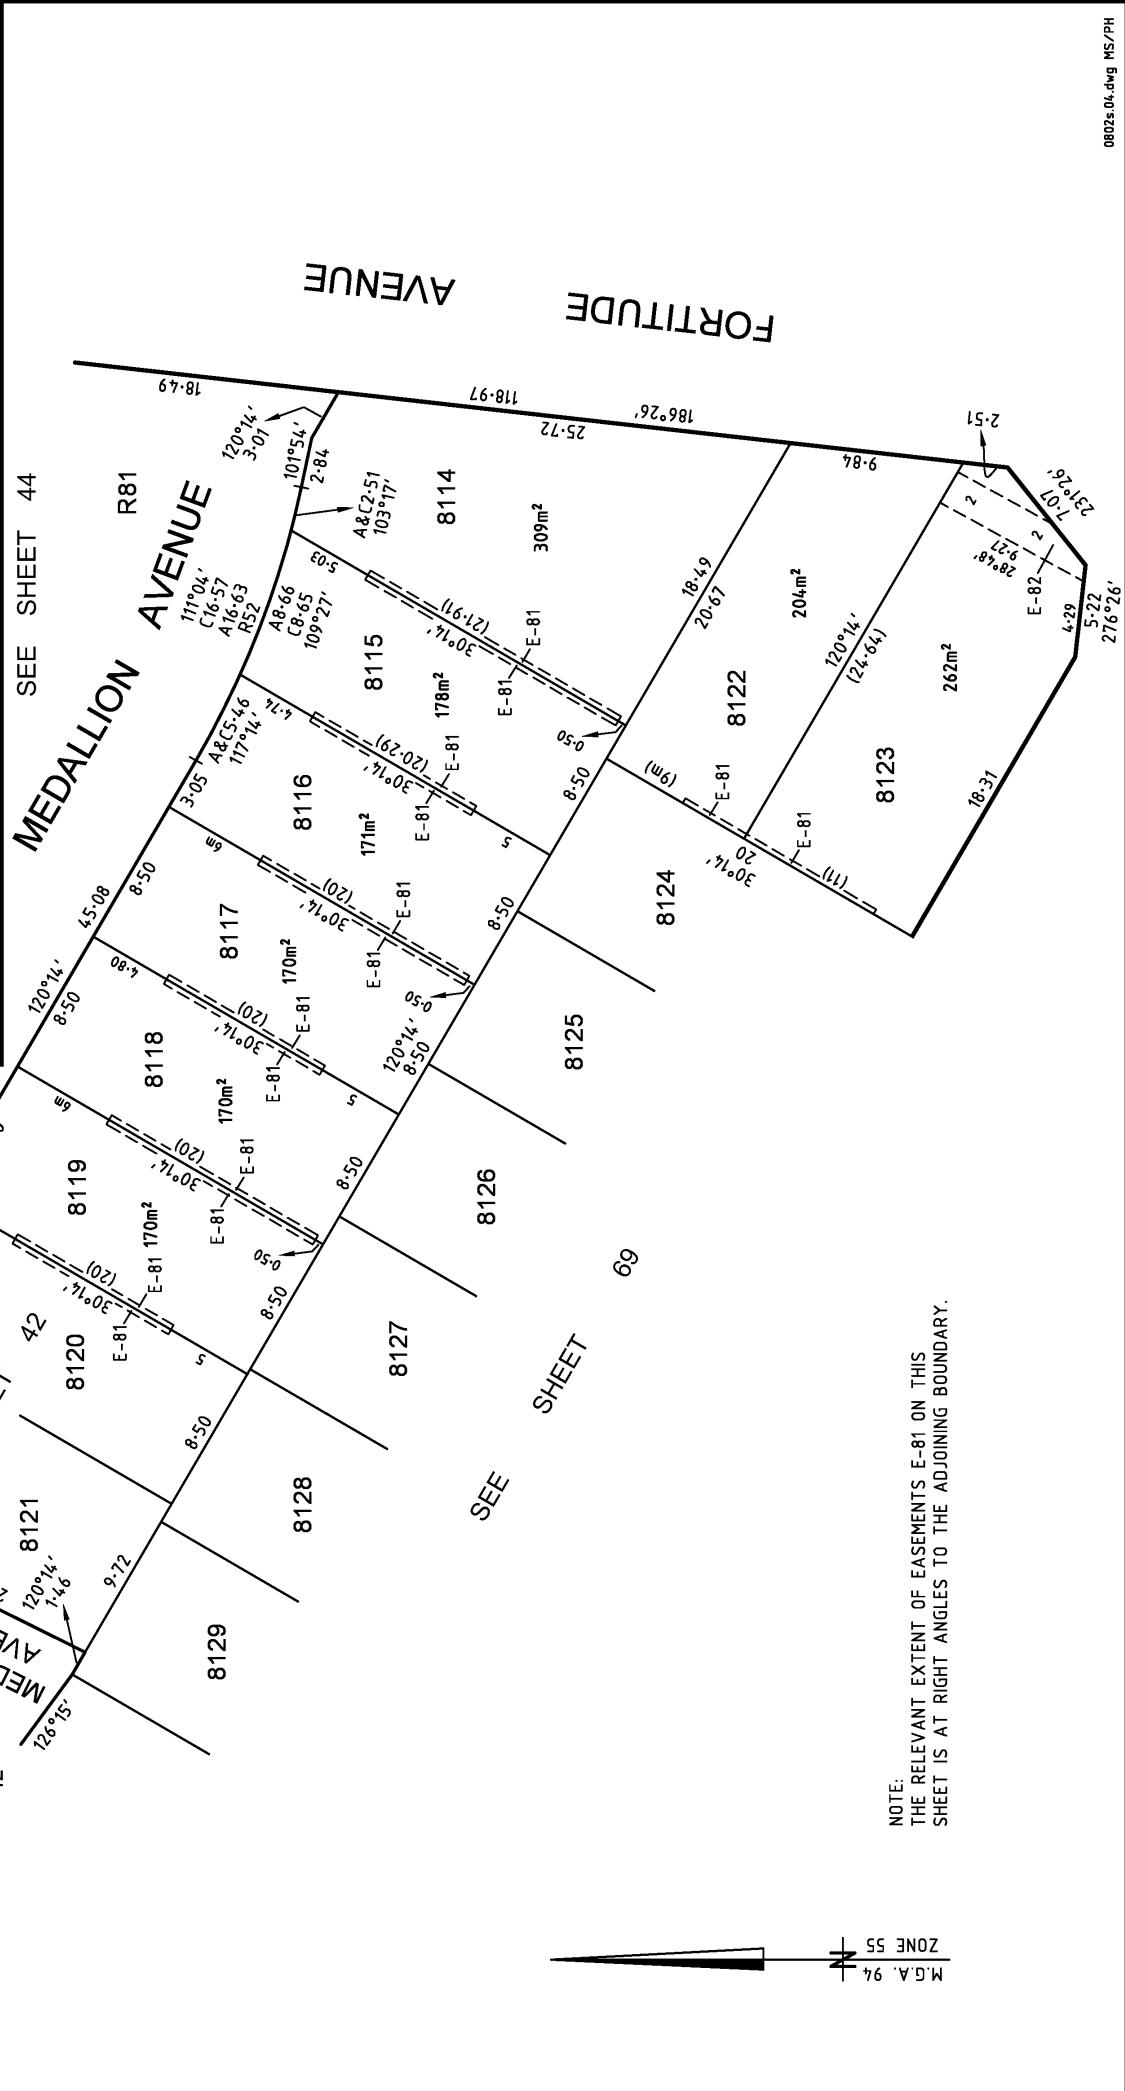 SEE SHEET 44
R81
MEDALLION AVENUE
FORTITUDE AVENUE
18·49
118·97
186°26'
25·72
9·84
2·51
120°14'
3·01
101°54'
2·84
A&C2·51
103°17'
111°04'
C16·57
A16·63
R52
A8·66
C8·65
109°27'
A&C5·46
117°14'
3·05
8·50
45·08
120°14'
8·50
8114
309m²
5·03
(21·91)
30°14'
E-81
E-81
0·50
8115
178m²
4·74
(20·29)
30°14'
E-81
E-81
5
8116
171m²
6m
(20)
30°14'
E-81
E-81
0·50
8117
170m²
4·80
(20)
30°14'
E-81
E-81
5
8118
170m²
6m
(20)
30°14'
E-81
E-81
0·50
8119
170m²
(20)
30°14'
E-81
E-81
5
42
8120
8121
120°14'
1·46
126°15'
9·72
8·50
8·50
8·50
120°14'
8·50
8·50
8·50
18·49
20·67
8122
204m²
120°14'
(24·64)
(9m)
E-81
20
30°14'
E-81
(11)
8123
262m²
18·31
2
2
9·27
28°48'
E-82
7·07
231°26'
4·29
5·22
276°26'
8124
8125
8126
8127
8128
8129
SEE SHEET 69
NOTE:
THE RELEVANT EXTENT OF EASEMENTS E-81 ON THIS
SHEET IS AT RIGHT ANGLES TO THE ADJOINING BOUNDARY.
M.G.A. 94
ZONE 55
N
0802s.04.dwg MS/PH